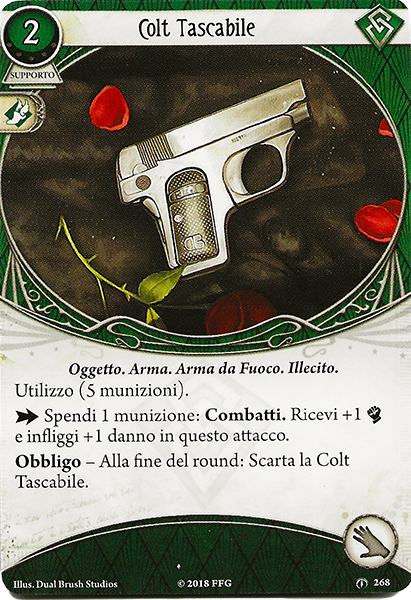 2
Colt Tascabile
SUPPORTO
Oggetto. Arma. Arma da Fuoco. Illecito.
Utilizzo (5 munizioni).
Spendi 1 munizione: Combatti. Ricevi +1
e infliggi +1 danno in questo attacco.
Obbligo – Alla fine del round: Scarta la Colt
Tascabile.
Illus. Dual Brush Studios
© 2018 FFG
268